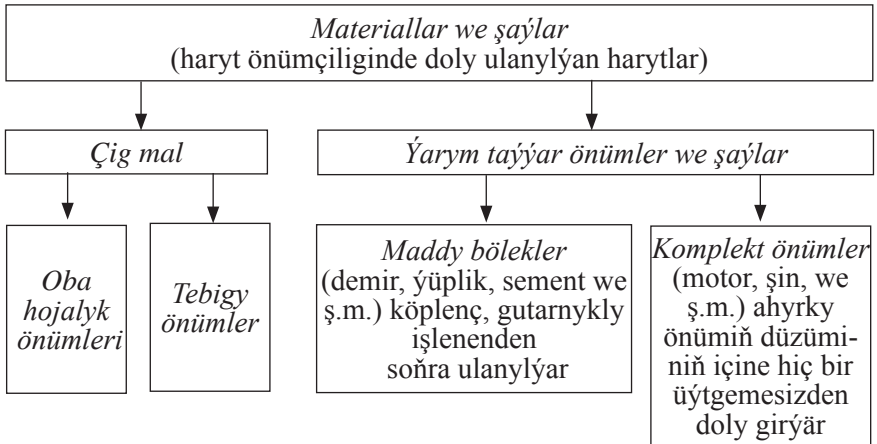 Materiallar we şaýlar
(haryt önümçiliginde doly ulanylýan harytlar)
Çig mal
Ýarym taýýar önümler we şaýlar
Oba
hojalyk
önümleri
Tebigy
önümler
Maddy bölekler
(demir, ýüplik, sement we
ş.m.) köplenç, gutarnykly
işlenenden
soňra ulanylýar
Komplekt önümler
(motor, şin, we
ş.m.) ahyrky
önümiň düzümi-
niň içine hiç bir
üýtgemesizden
doly girýär